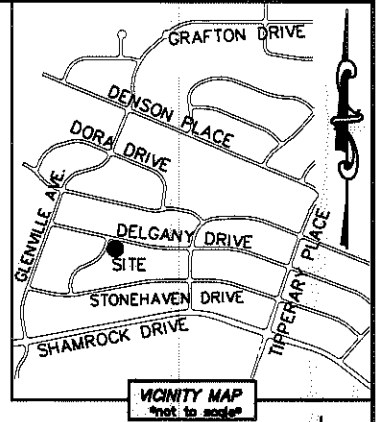 GRAFTON DRIVE
DENSON PLACE
DORA DRIVE
GLENVILLE AVE.
DELGANY DRIVE
SITE
TIPPERARY PLACE
STONEHAVEN DRIVE
SHAMROCK DRIVE
VICINITY MAP
*not to scale*